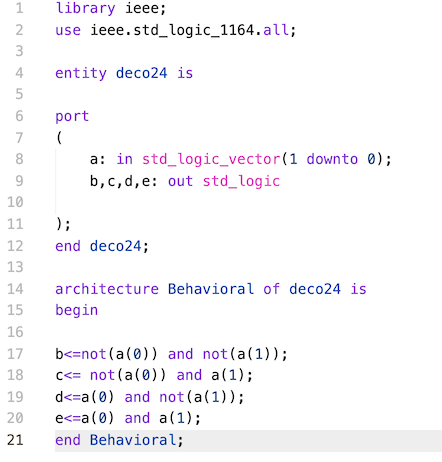 1 library ieee;
2 use ieee.std_logic_1164.all;
3
4 entity deco24 is
5
6 port
7 (
8 a: in std_logic_vector(1 downto 0);
9 b,c,d,e: out std_logic
10
11 );
12 end deco24;
13
14 architecture Behavioral of deco24 is
15 begin
16
17 b<=not(a(0)) and not(a(1));
18 c<= not(a(0)) and a(1);
19 d<=a(0) and not(a(1));
20 e<=a(0) and a(1);
21 end Behavioral;